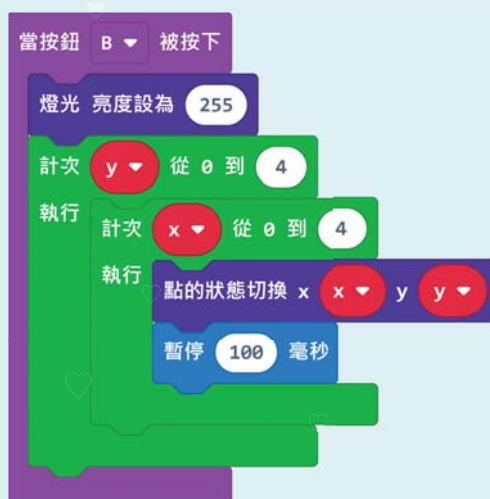 當按鈕 B 被按下
燈光 亮度設為 255
計次 y 從 0 到 4
執行
計次 x 從 0 到 4
執行
點的狀態切換 x x y y
暫停 100 毫秒